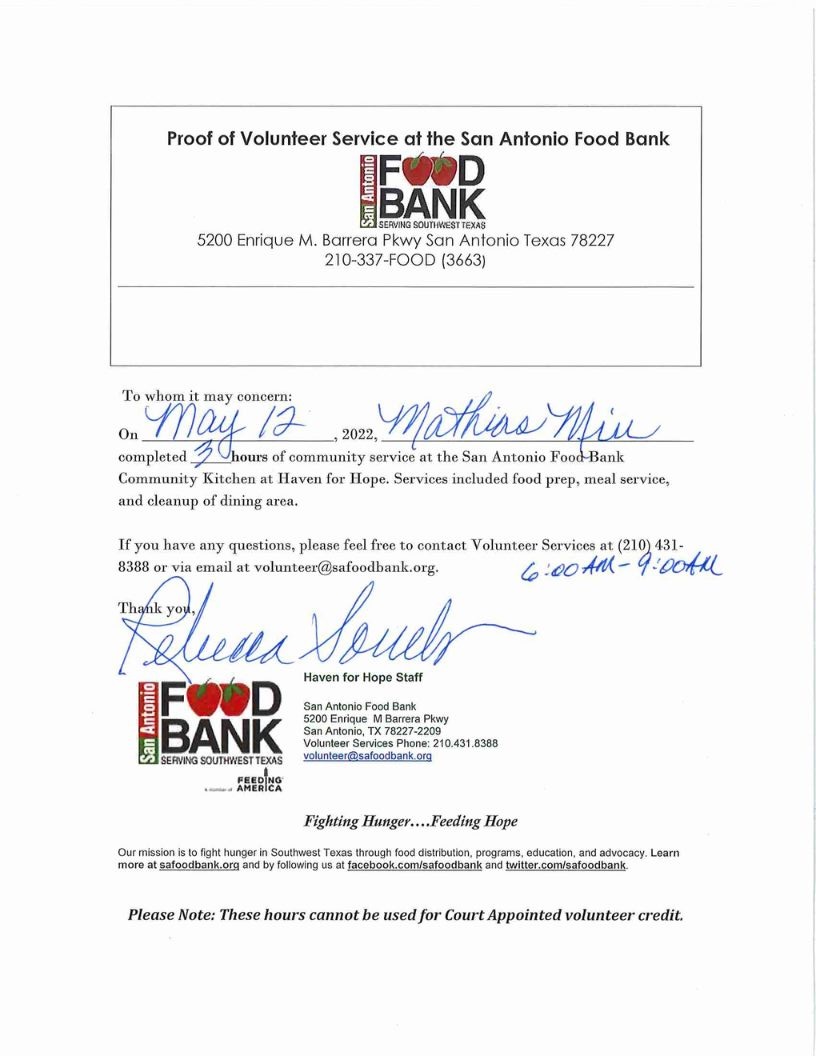 Proof of Volunteer Service at the San Antonio Food Bank
San Antonio
FOOD
BANK
SERVING SOUTHWEST TEXAS
5200 Enrique M. Barrera Pkwy San Antonio Texas 78227
210-337-FOOD (3663)
To whom it may concern:
On May 12, 2022, Mathias Miu
completed 3 hours of community service at the San Antonio Food Bank
Community Kitchen at Haven for Hope. Services included food prep, meal service,
and cleanup of dining area.
If you have any questions, please feel free to contact Volunteer Services at (210) 431-
8388 or via email at volunteer@safoodbank.org.
6:00 AM - 9:00 AM
Thank you,
Rebecca
Haven for Hope Staff
San Antonio
FOOD
BANK
SERVING SOUTHWEST TEXAS
FEEDING
A member of AMERICA
San Antonio Food Bank
5200 Enrique M Barrera Pkwy
San Antonio, TX 78227-2209
Volunteer Services Phone: 210.431.8388
volunteer@safoodbank.org
Fighting Hunger....Feeding Hope
Our mission is to fight hunger in Southwest Texas through food distribution, programs, education, and advocacy. Learn
more at safoodbank.org and by following us at facebook.com/safoodbank and twitter.com/safoodbank.
Please Note: These hours cannot be used for Court Appointed volunteer credit.